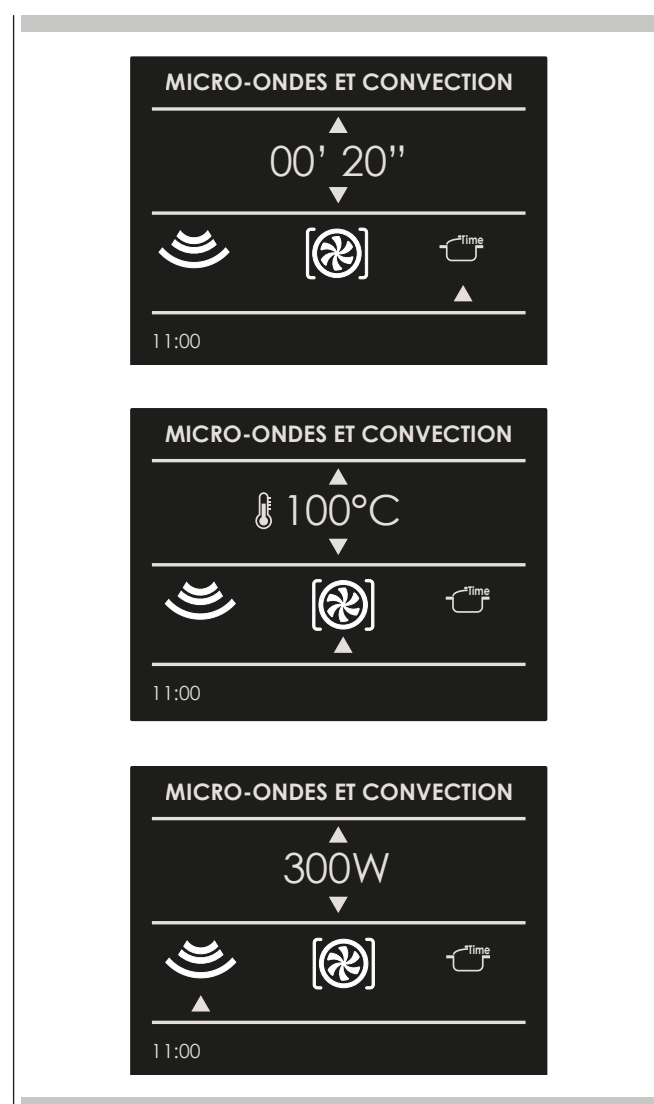 MICRO-ONDES ET CONVECTION
00’ 20’’
Time
11:00
MICRO-ONDES ET CONVECTION
100°C
Time
11:00
MICRO-ONDES ET CONVECTION
300W
Time
11:00